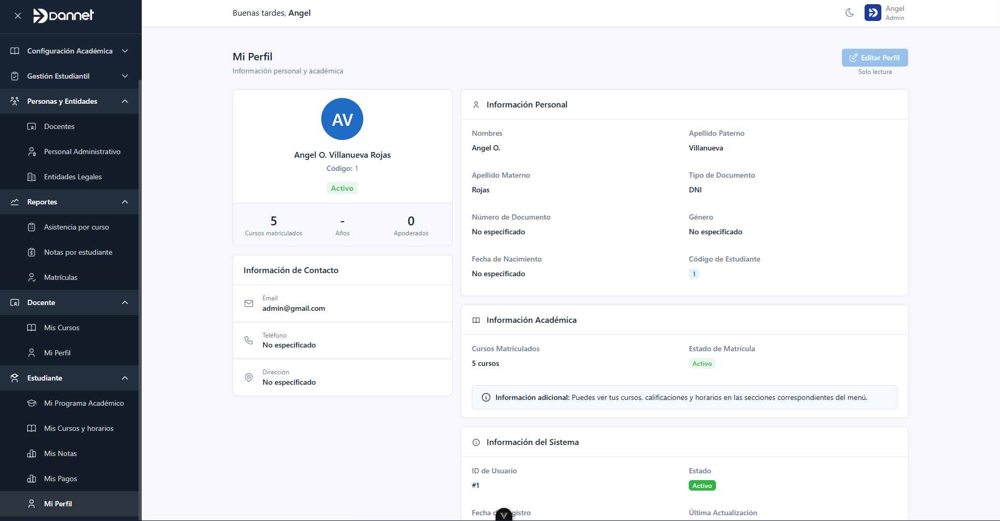 Dannet
Configuración Académica
Gestión Estudiantil
Personas y Entidades
Docentes
Personal Administrativo
Entidades Legales
Reportes
Asistencia por curso
Notas por estudiante
Matrículas
Docente
Mis Cursos
Mi Perfil
Estudiante
Mi Programa Académico
Mis Cursos y horarios
Mis Notas
Mis Pagos
Mi Perfil
Buenas tardes, Angel
Angel
Admin
Mi Perfil
Información personal y académica
Editar Perfil
Solo lectura
AV
Angel O. Villanueva Rojas
Código: 1
Activo
5
Cursos matriculados
-
Años
0
Apoderados
Información de Contacto
Email
admin@gmail.com
Teléfono
No especificado
Dirección
No especificado
Información Personal
Nombres
Angel O.
Apellido Paterno
Villanueva
Apellido Materno
Rojas
Tipo de Documento
DNI
Número de Documento
No especificado
Género
No especificado
Fecha de Nacimiento
No especificado
Código de Estudiante
1
Información Académica
Cursos Matriculados
5 cursos
Estado de Matrícula
Activo
Información adicional: Puedes ver tus cursos, calificaciones y horarios en las secciones correspondientes del menú.
Información del Sistema
ID de Usuario
#1
Estado
Activo
Fecha
Última Actualización